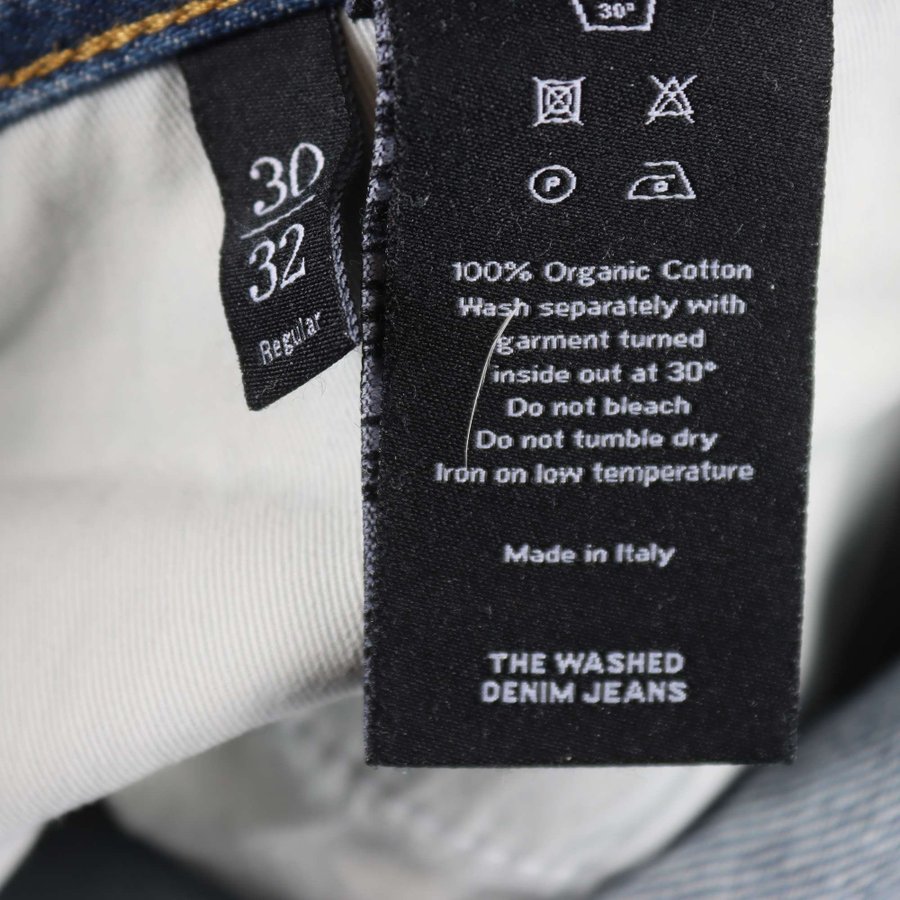 30
32
Regular
30°
P
100% Organic Cotton
Wash separately with
garment turned
inside out at 30°
Do not bleach
Do not tumble dry
Iron on low temperature
Made in Italy
THE WASHED
DENIM JEANS